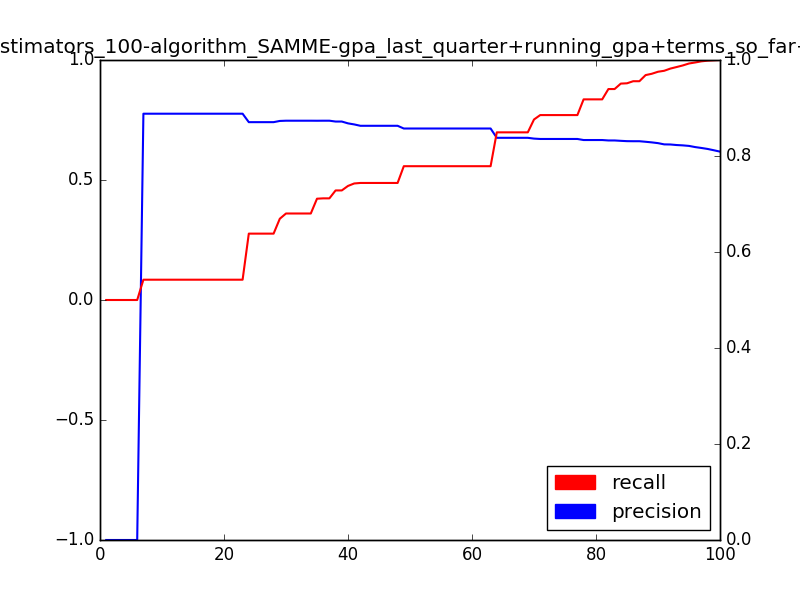 stimators_100-algorithm_SAMME-gpa_last_quarter+running_gpa+terms_so_far-
1.0
0.5
0.0
−0.5
−1.0
1.0
0.8
0.6
0.4
0.2
0.0
0 20 40 60 80 100
recall
precision